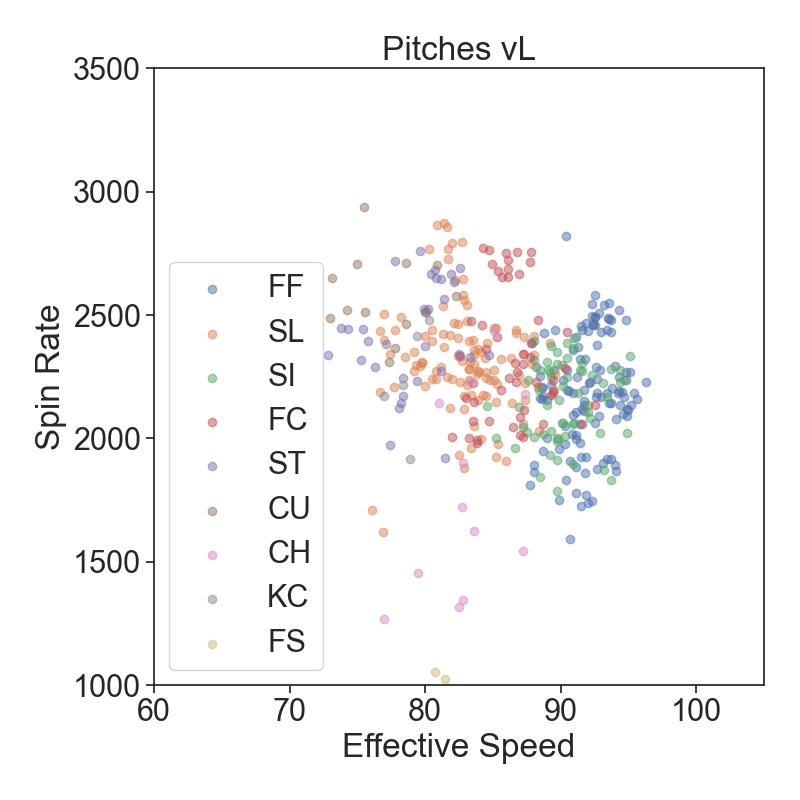 Pitches vL
3500
3000
2500
2000
1500
1000
Spin Rate
FF
SL
SI
FC
ST
CU
CH
KC
FS
60 70 80 90 100
Effective Speed